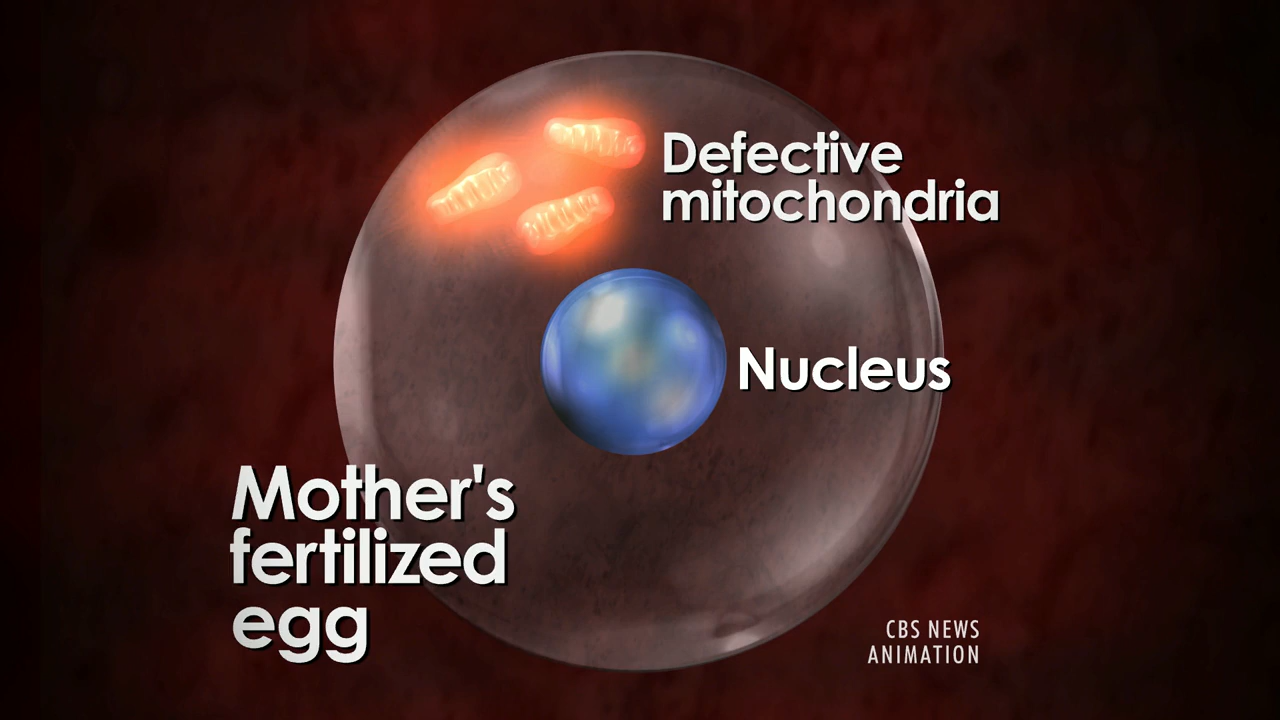 Defective
mitochondria
Nucleus
Mother's
fertilized
egg
CBS NEWS
ANIMATION